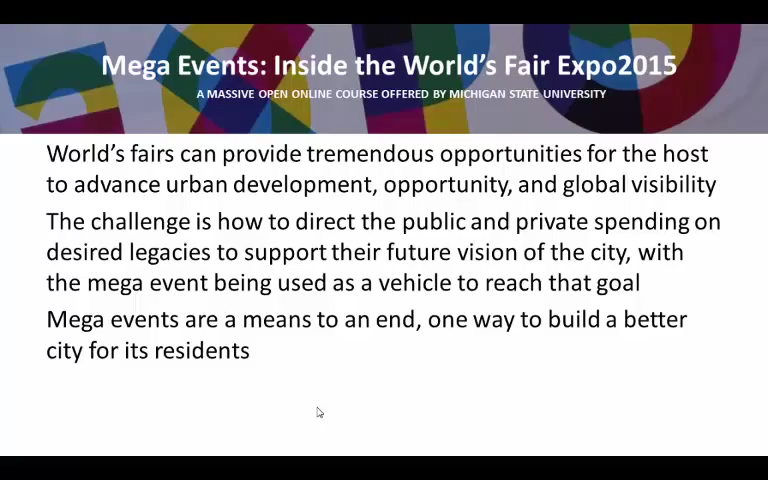 Mega Events: Inside the World's Fair Expo2015
A MASSIVE OPEN ONLINE COURSE OFFERED BY MICHIGAN STATE UNIVERSITY
World's fairs can provide tremendous opportunities for the host
to advance urban development, opportunity, and global visibility
The challenge is how to direct the public and private spending on
desired legacies to support their future vision of the city, with
the mega event being used as a vehicle to reach that goal
Mega events are a means to an end, one way to build a better
city for its residents